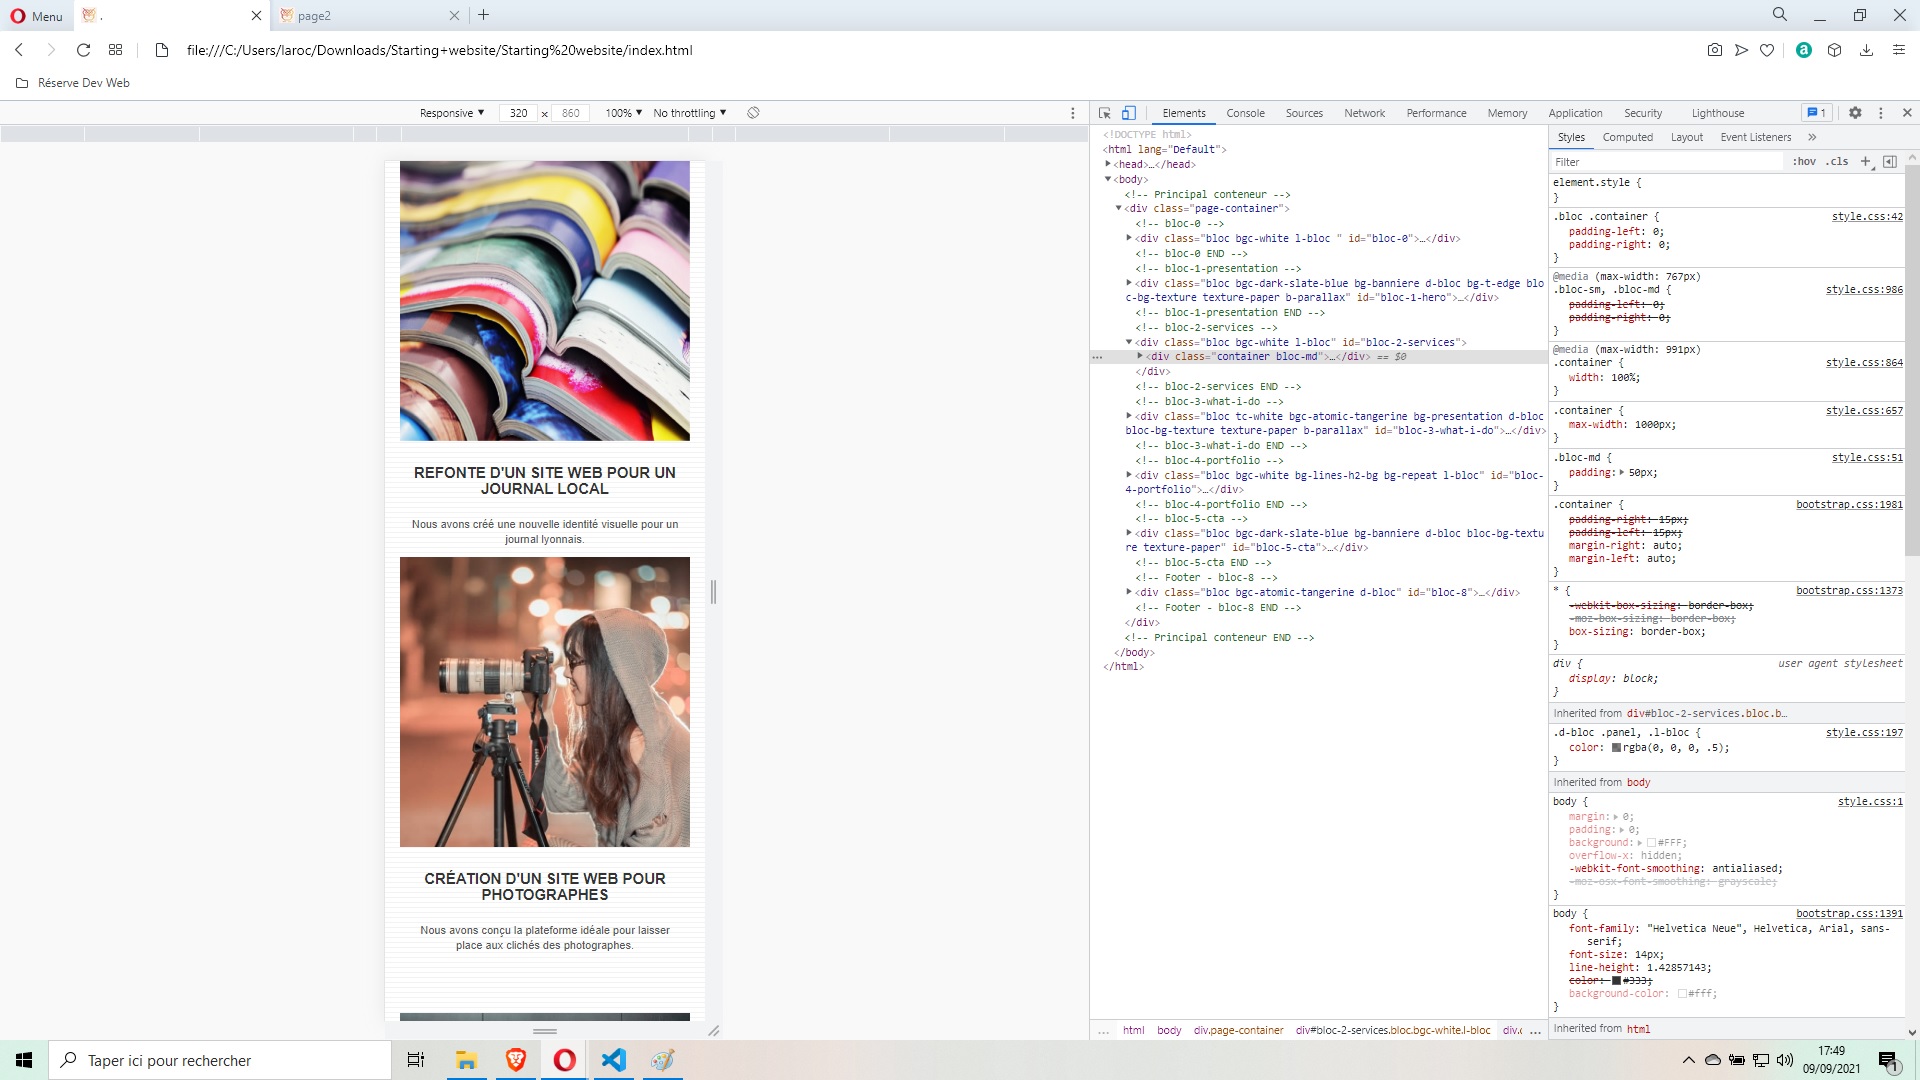 Menu
.
page2
file:///C:/Users/laroc/Downloads/Starting+website/Starting%20website/index.html
Réserve Dev Web
Responsive 320 x 860 100% No throttling
REFONTE D'UN SITE WEB POUR UN
JOURNAL LOCAL
Nous avons créé une nouvelle identité visuelle pour un
journal lyonnais.
CRÉATION D'UN SITE WEB POUR
PHOTOGRAPHES
Nous avons conçu la plateforme idéale pour laisser
place aux clichés des photographes.
Elements Console Sources Network Performance Memory Application Security Lighthouse 1
<!DOCTYPE html>
<html lang="Default">
<head>…</head>
<body>
<!-- Principal conteneur -->
<div class="page-container">
<!-- bloc-0 -->
<div class="bloc bgc-white l-bloc " id="bloc-0">…</div>
<!-- bloc-0 END -->
<!-- bloc-1-presentation -->
<div class="bloc bgc-dark-slate-blue bg-banniere d-bloc bg-t-edge blo
c-bg-texture texture-paper b-parallax" id="bloc-1-hero">…</div>
<!-- bloc-1-presentation END -->
<!-- bloc-2-services -->
<div class="bloc bgc-white l-bloc" id="bloc-2-services">
… <div class="container bloc-md">…</div> == $0
</div>
<!-- bloc-2-services END -->
<!-- bloc-3-what-i-do -->
<div class="bloc tc-white bgc-atomic-tangerine bg-presentation d-bloc
bloc-bg-texture texture-paper b-parallax" id="bloc-3-what-i-do">…</div>
<!-- bloc-3-what-i-do END -->
<!-- bloc-4-portfolio -->
<div class="bloc bgc-white bg-lines-h2-bg bg-repeat l-bloc" id="bloc-
4-portfolio">…</div>
<!-- bloc-4-portfolio END -->
<!-- bloc-5-cta -->
<div class="bloc bgc-dark-slate-blue bg-banniere d-bloc bloc-bg-textu
re texture-paper" id="bloc-5-cta">…</div>
<!-- bloc-5-cta END -->
<!-- Footer - bloc-8 -->
<div class="bloc bgc-atomic-tangerine d-bloc" id="bloc-8">…</div>
<!-- Footer - bloc-8 END -->
</div>
<!-- Principal conteneur END -->
</body>
</html>
... html body div.page-container div#bloc-2-services.bloc.bgc-white.l-bloc div.c ...
Styles Computed Layout Event Listeners »
Filter :hov .cls +
element.style {
}
.bloc .container { style.css:42
padding-left: 0;
padding-right: 0;
}
@media (max-width: 767px)
.bloc-sm, .bloc-md { style.css:986
padding-left: 0;
padding-right: 0;
}
@media (max-width: 991px)
.container { style.css:864
width: 100%;
}
.container { style.css:657
max-width: 1000px;
}
.bloc-md { style.css:51
padding: 50px;
}
.container { bootstrap.css:1981
padding-right: 15px;
padding-left: 15px;
margin-right: auto;
margin-left: auto;
}
* { bootstrap.css:1373
-webkit-box-sizing: border-box;
-moz-box-sizing: border-box;
box-sizing: border-box;
}
div { user agent stylesheet
display: block;
}
Inherited from div#bloc-2-services.bloc.b…
.d-bloc .panel, .l-bloc { style.css:197
color: rgba(0, 0, 0, .5);
}
Inherited from body
body { style.css:1
margin: 0;
padding: 0;
background: #FFF;
overflow-x: hidden;
-webkit-font-smoothing: antialiased;
-moz-osx-font-smoothing: grayscale;
}
body { bootstrap.css:1391
font-family: "Helvetica Neue", Helvetica, Arial, sans-
serif;
font-size: 14px;
line-height: 1.42857143;
color: #333;
background-color: #fff;
}
Inherited from html
Taper ici pour rechercher
17:49
09/09/2021
1